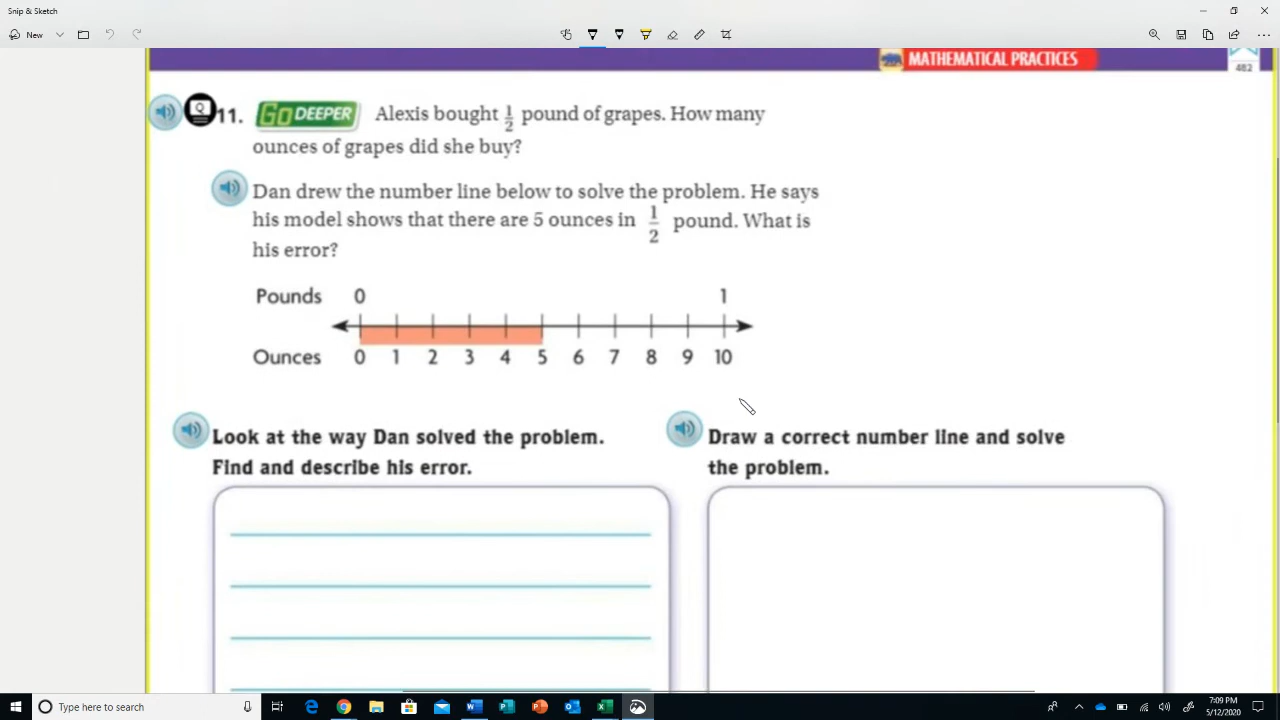 Snip & Sketch
New
MATHEMATICAL PRACTICES
482
11. GO DEEPER Alexis bought 1/2 pound of grapes. How many
ounces of grapes did she buy?
Dan drew the number line below to solve the problem. He says
his model shows that there are 5 ounces in 1/2 pound. What is
his error?
Pounds 0 1
Ounces 0 1 2 3 4 5 6 7 8 9 10
Look at the way Dan solved the problem.
Find and describe his error.
Draw a correct number line and solve
the problem.
Type here to search
7:09 PM
5/12/2020